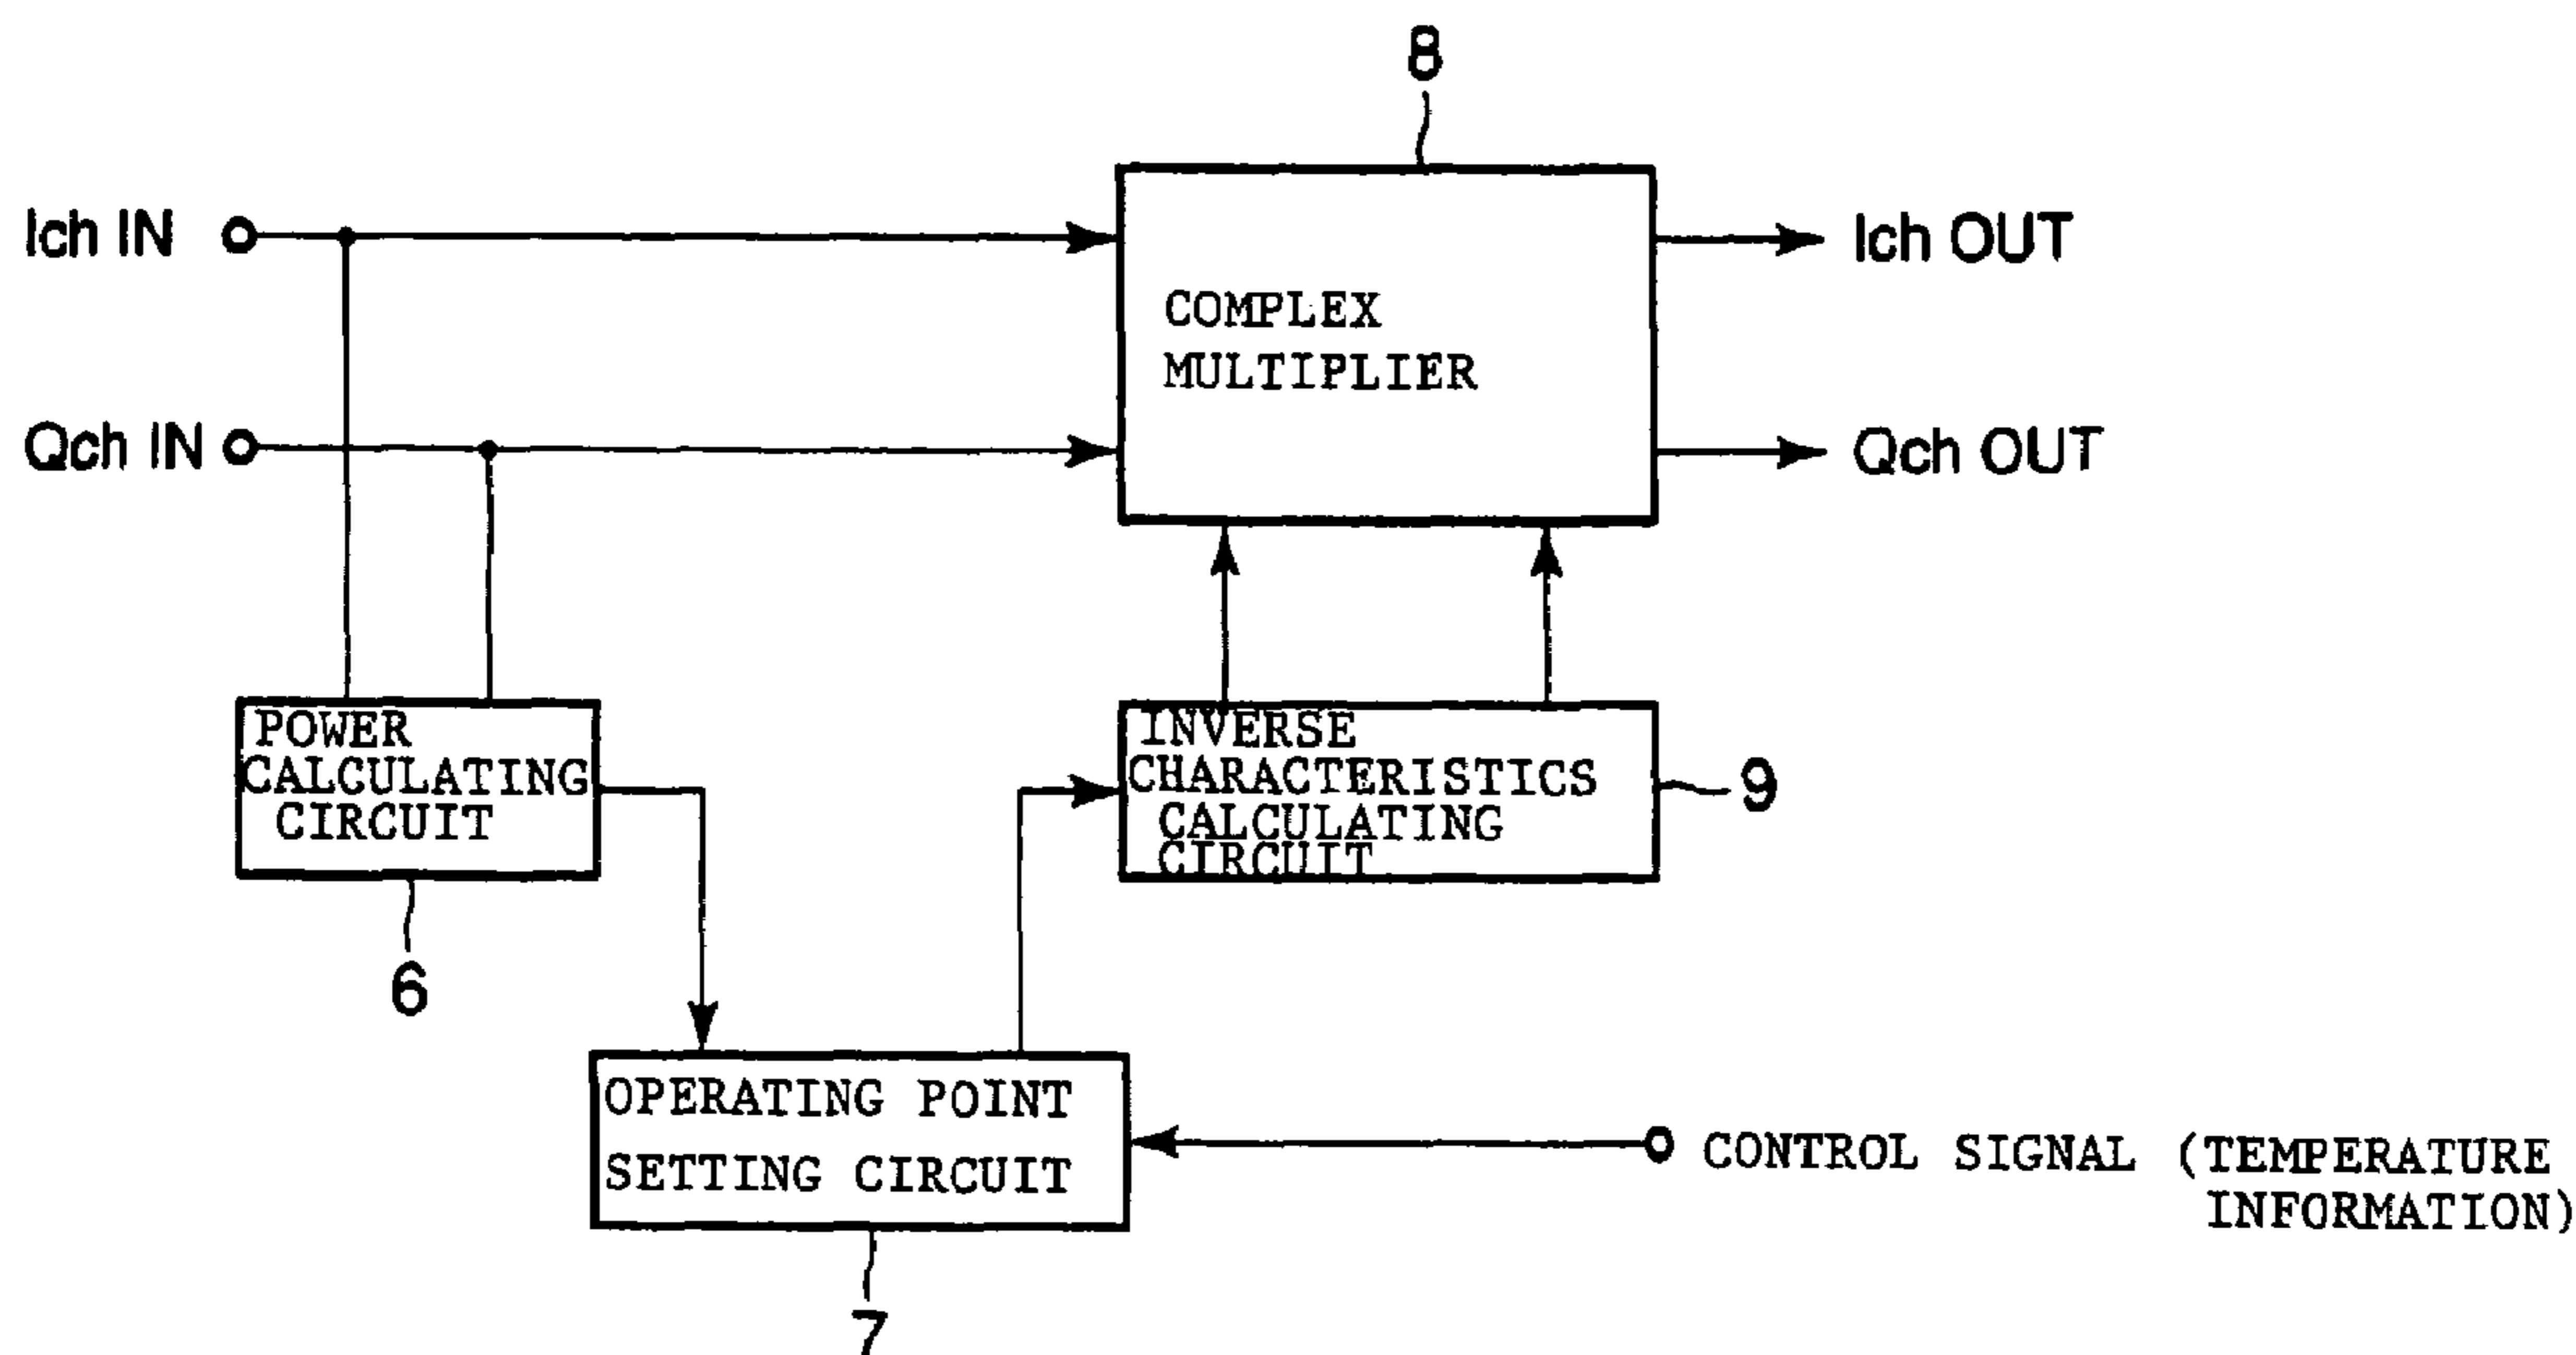 8
Ich IN
Ich OUT
COMPLEX
MULTIPLIER
Qch IN
Qch OUT
POWER
CALCULATING
CIRCUIT
INVERSE
CHARACTERISTICS
CALCULATING
CIRCUIT
9
6
OPERATING POINT
SETTING CIRCUIT
CONTROL SIGNAL (TEMPERATURE
INFORMATION)
7